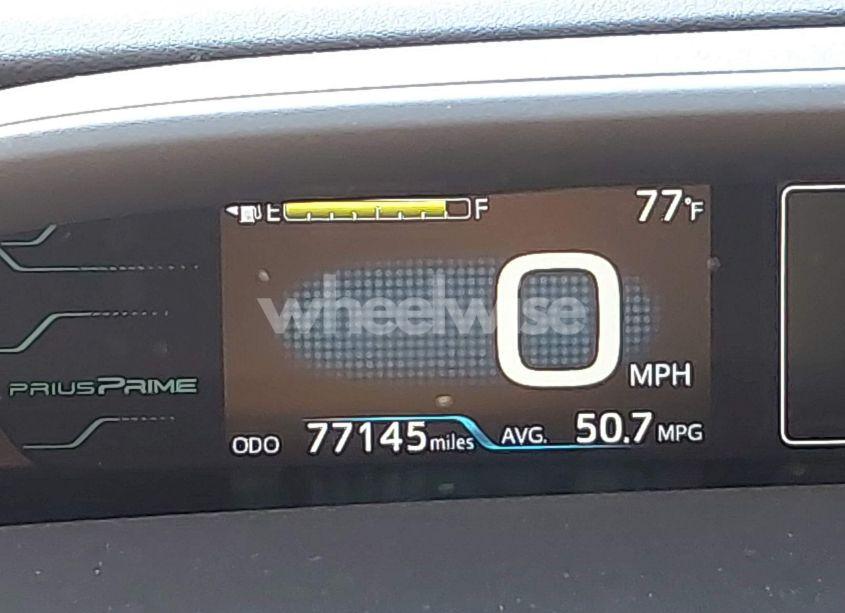 E F 77°F
wheelwise
0 MPH
PRIUS PRIME
ODO 77145 miles AVG. 50.7 MPG